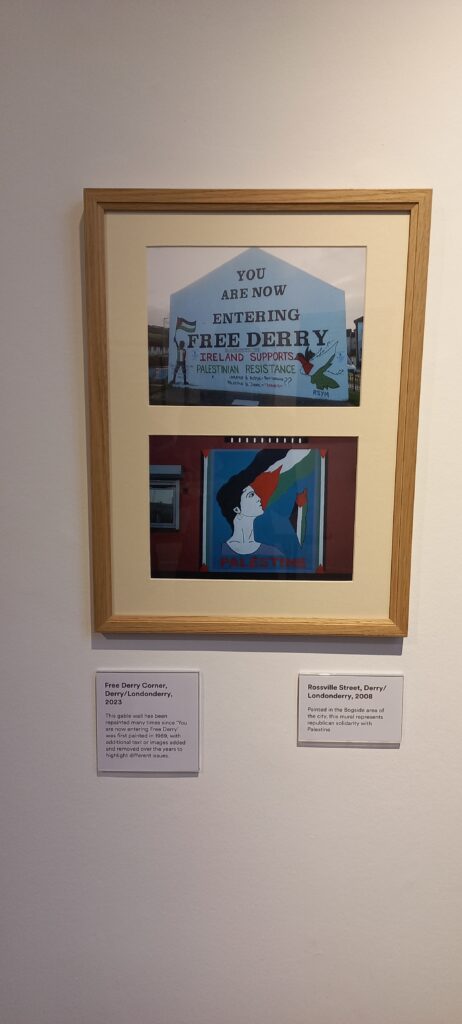 YOU
ARE NOW
ENTERING
FREE DERRY
IRELAND SUPPORTS
PALESTINIAN RESISTANCE
RSYM
PALESTINE
Free Derry Corner,
Derry/Londonderry,
2023
This gable wall has been
repainted many times since 'You
are now entering Free Derry'
was first painted in 1969, with
additional text or images added
and removed over the years to
highlight different issues.
Rossville Street, Derry/
Londonderry, 2008
Painted in the Bogside area of
the city, this mural represents
republican solidarity with
Palestine.